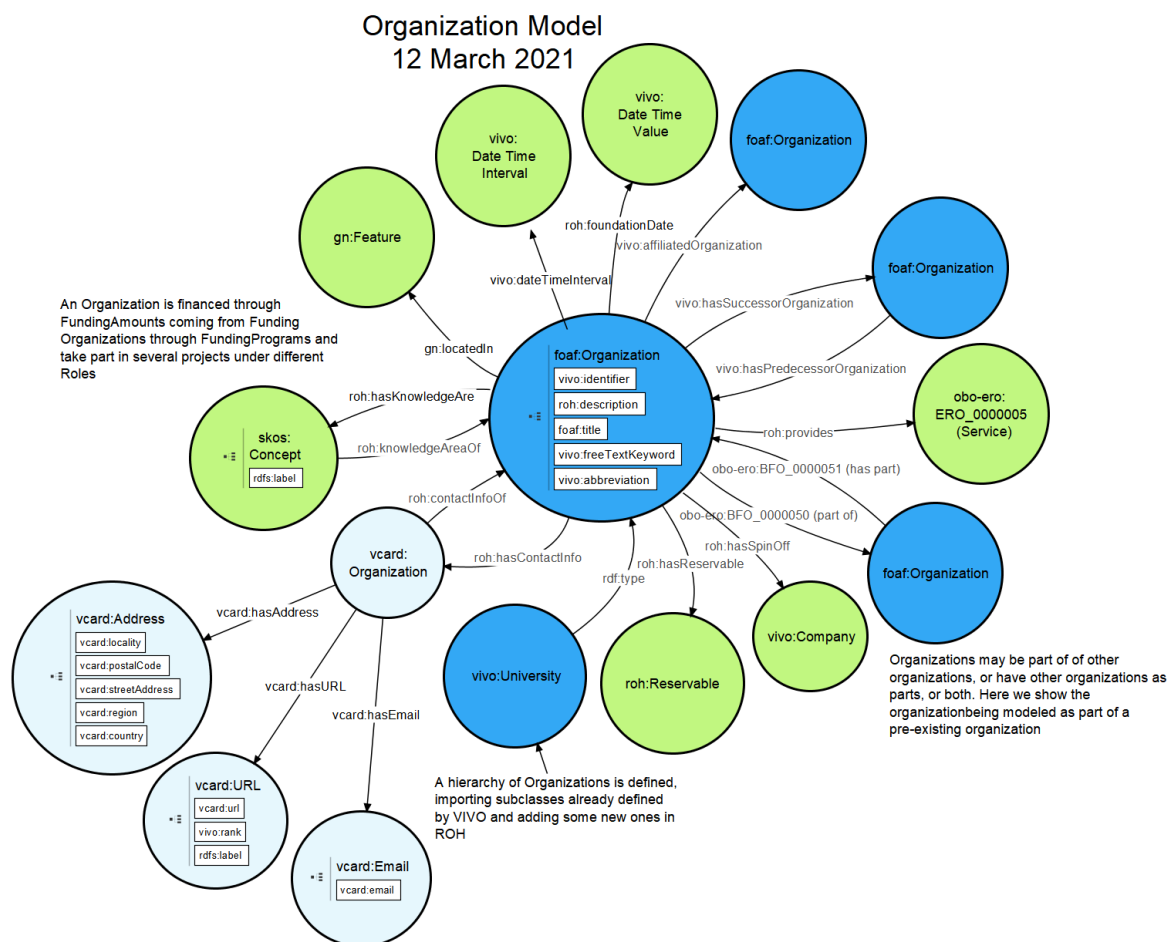 Organization Model
12 March 2021
vivo:
Date Time
Value
vivo:
Date Time
Interval
foaf:Organization
gn:Feature
roh:foundationDate
vivo:affiliatedOrganization
foaf:Organization
vivo:dateTimeInterval
An Organization is financed through
FundingAmounts coming from Funding
Organizations through FundingPrograms and
take part in several projects under different
Roles
vivo:hasSuccessorOrganization
gn:locatedIn
foaf:Organization
vivo:identifier
roh:description
foaf:title
vivo:freeTextKeyword
vivo:abbreviation
vivo:hasPredecessorOrganization
roh:hasKnowledgeAre
obo-ero:
ERO_0000005
(Service)
roh:provides
skos:
Concept
rdfs:label
roh:knowledgeAreaOf
obo-ero:BFO_0000051 (has part)
roh:contactInfoOf
obo-ero:BFO_0000050 (part of)
vcard:
Organization
roh:hasContactInfo
roh:hasSpinOff
roh:hasReservable
rdf:type
foaf:Organization
vcard:hasAddress
vcard:Address
vcard:locality
vcard:postalCode
vcard:streetAddress
vcard:region
vcard:country
vivo:Company
Organizations may be part of of other
organizations, or have other organizations as
parts, or both. Here we show the
organizationbeing modeled as part of a
pre-existing organization
vivo:University
roh:Reservable
vcard:hasURL
vcard:hasEmail
A hierarchy of Organizations is defined,
importing subclasses already defined
by VIVO and adding some new ones in
ROH
vcard:URL
vcard:url
vivo:rank
rdfs:label
vcard:Email
vcard:email